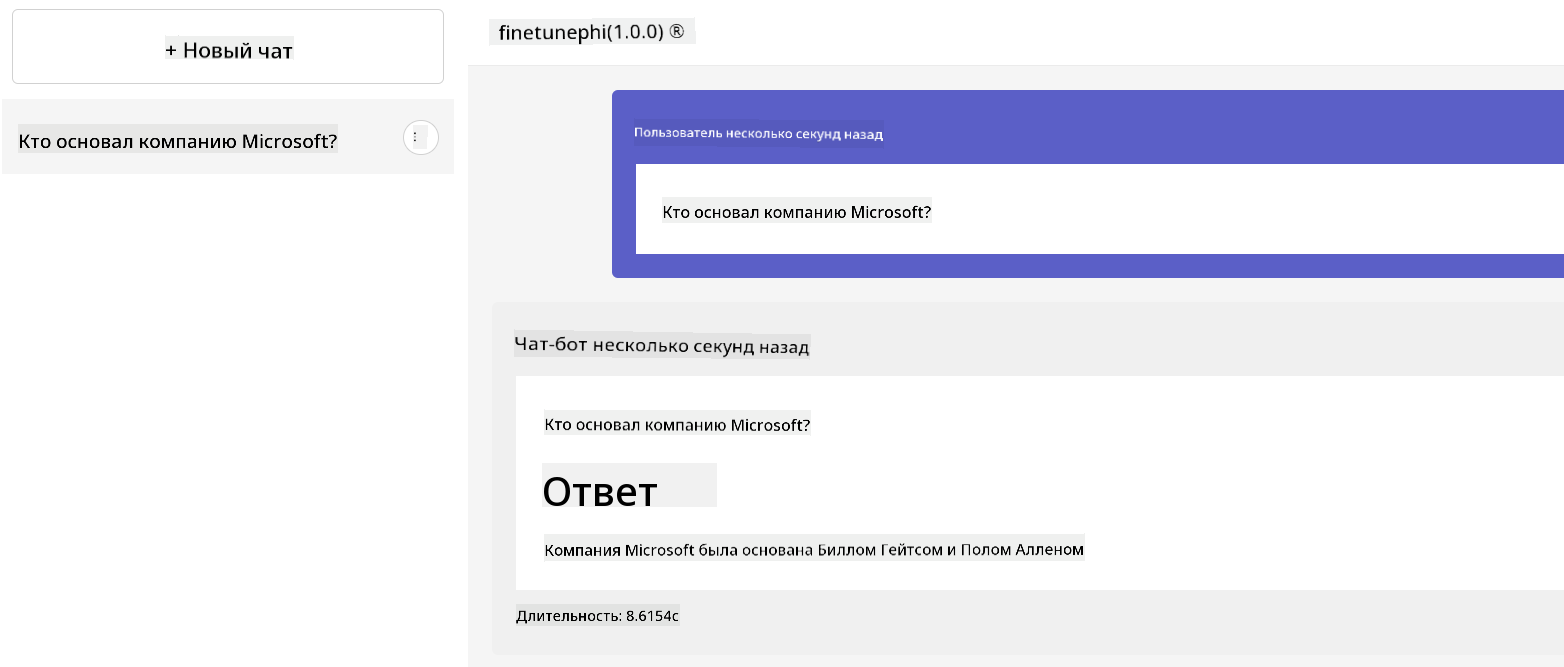 + Новый чат
Кто основал компанию Microsoft?
finetunephi(1.0.0) ®
Пользователь несколько секунд назад
Кто основал компанию Microsoft?
Чат-бот несколько секунд назад
Кто основал компанию Microsoft?
Ответ
Компания Microsoft была основана Биллом Гейтсом и Полом Алленом
Длительность: 8.6154с